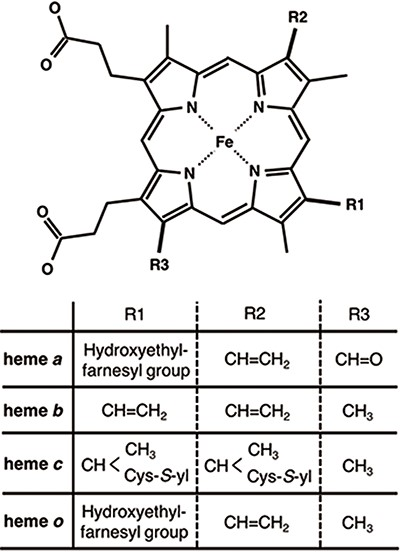 O
R2
O
N N
Fe
N N
O
R1
O
R3
R1 R2 R3
heme a Hydroxyethyl-farnesyl group CH=CH₂ CH=O
heme b CH=CH₂ CH=CH₂ CH₃
heme c CH< CH₃ Cys-S-yl CH< CH₃ Cys-S-yl CH₃
heme o Hydroxyethyl-farnesyl group CH=CH₂ CH₃